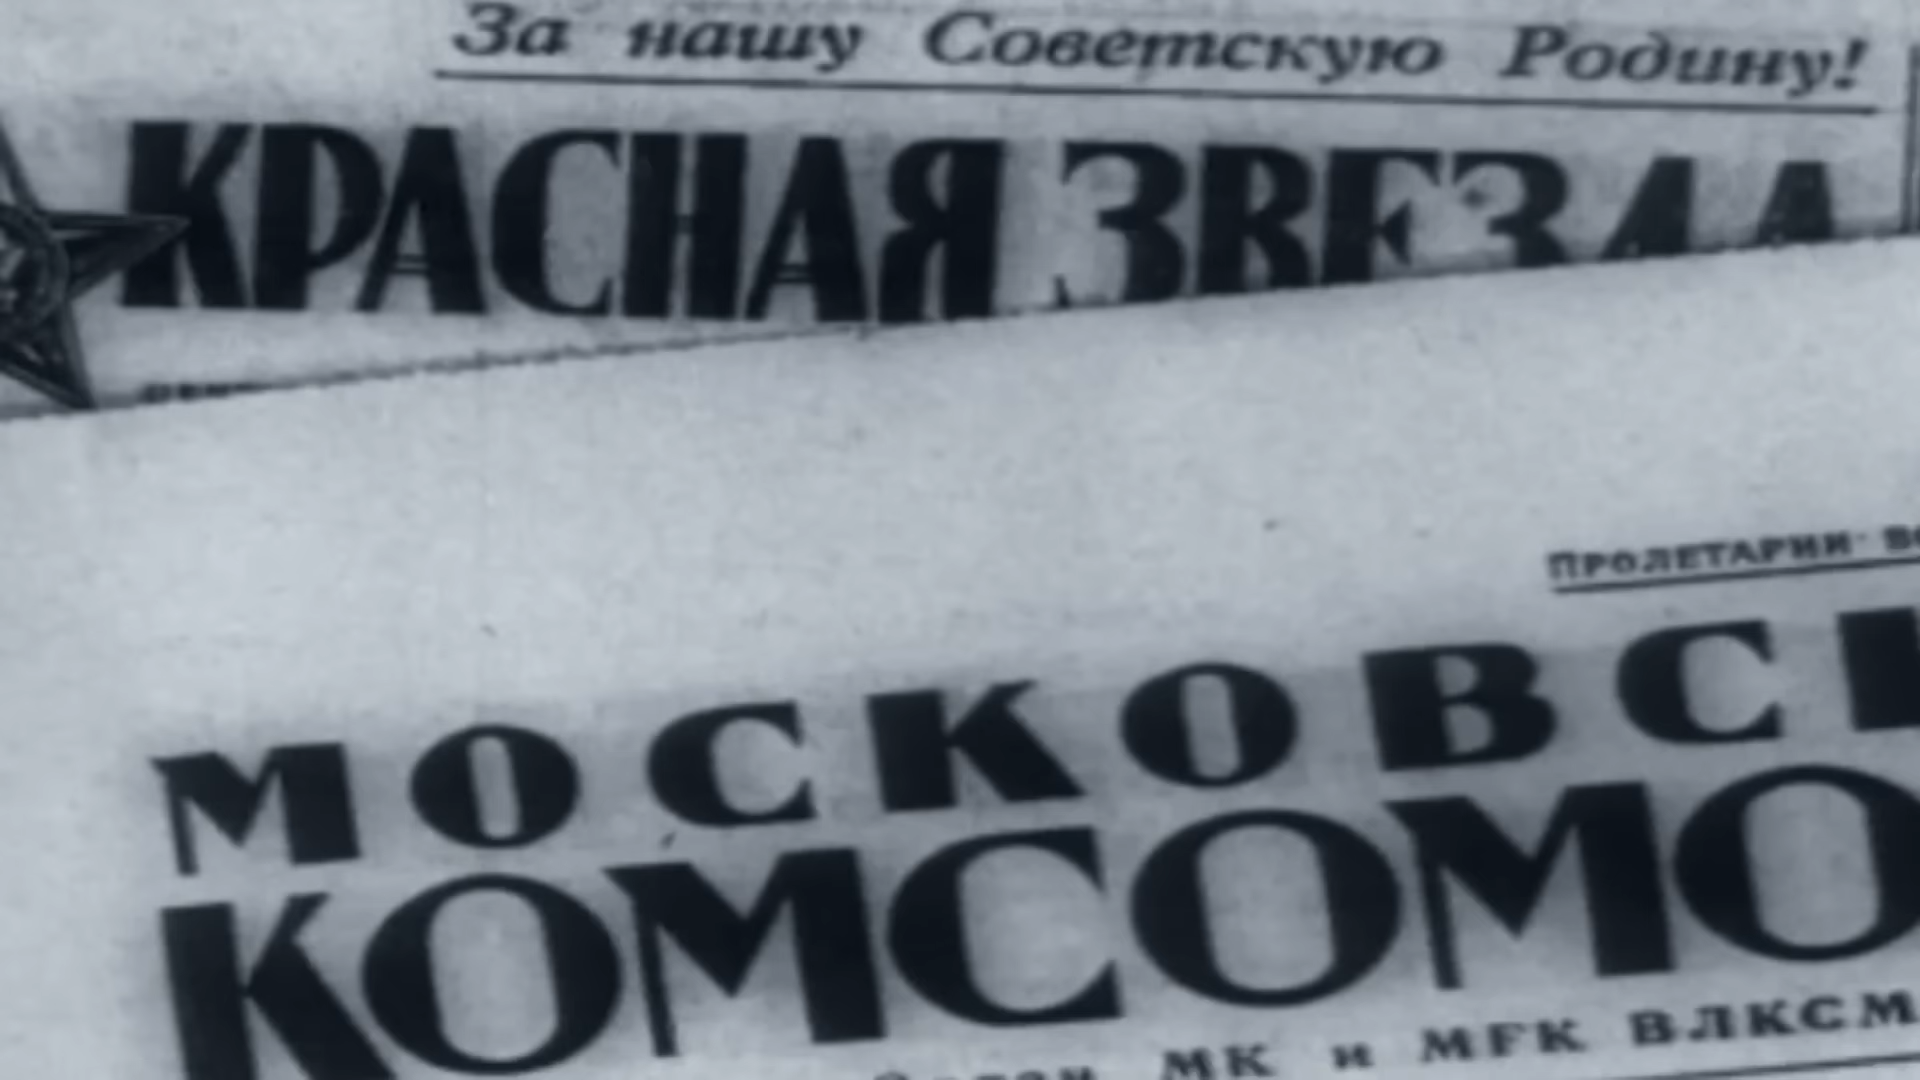 За нашу Советскую Родину!
КРАСНАЯ ЗВЕЗДА
ПРОЛЕТАРИИ
МОСКОВС
КОМСОМО
МК и МГК ВЛКСМ